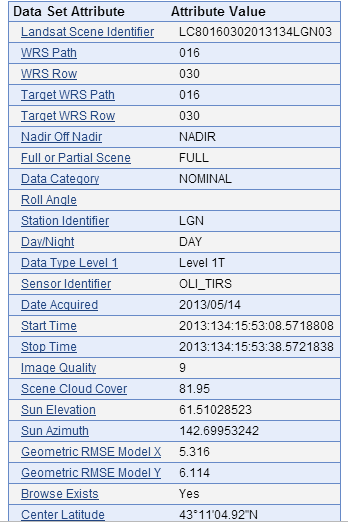 Data Set Attribute Attribute Value
Landsat Scene Identifier LC80160302013134LGN03
WRS Path 016
WRS Row 030
Target WRS Path 016
Target WRS Row 030
Nadir Off Nadir NADIR
Full or Partial Scene FULL
Data Category NOMINAL
Roll Angle
Station Identifier LGN
Day/Night DAY
Data Type Level 1 Level 1T
Sensor Identifier OLI_TIRS
Date Acquired 2013/05/14
Start Time 2013:134:15:53:08.5718808
Stop Time 2013:134:15:53:38.5721838
Image Quality 9
Scene Cloud Cover 81.95
Sun Elevation 61.51028523
Sun Azimuth 142.69953242
Geometric RMSE Model X 5.316
Geometric RMSE Model Y 6.114
Browse Exists Yes
Center Latitude 43°11'04.92"N